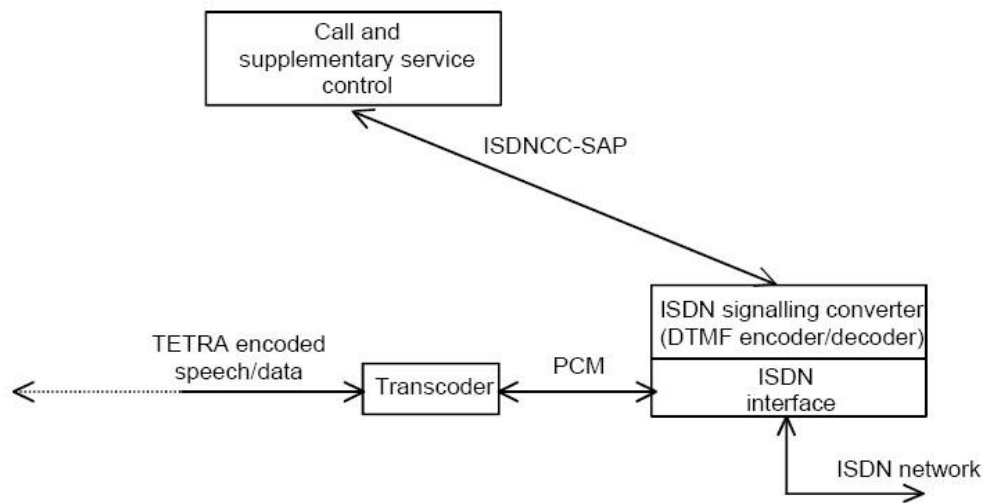 Call and
supplementary service
control
ISDNCC-SAP
ISDN signalling converter
(DTMF encoder/decoder)
TETRA encoded
speech/data
Transcoder
PCM
ISDN
interface
ISDN network